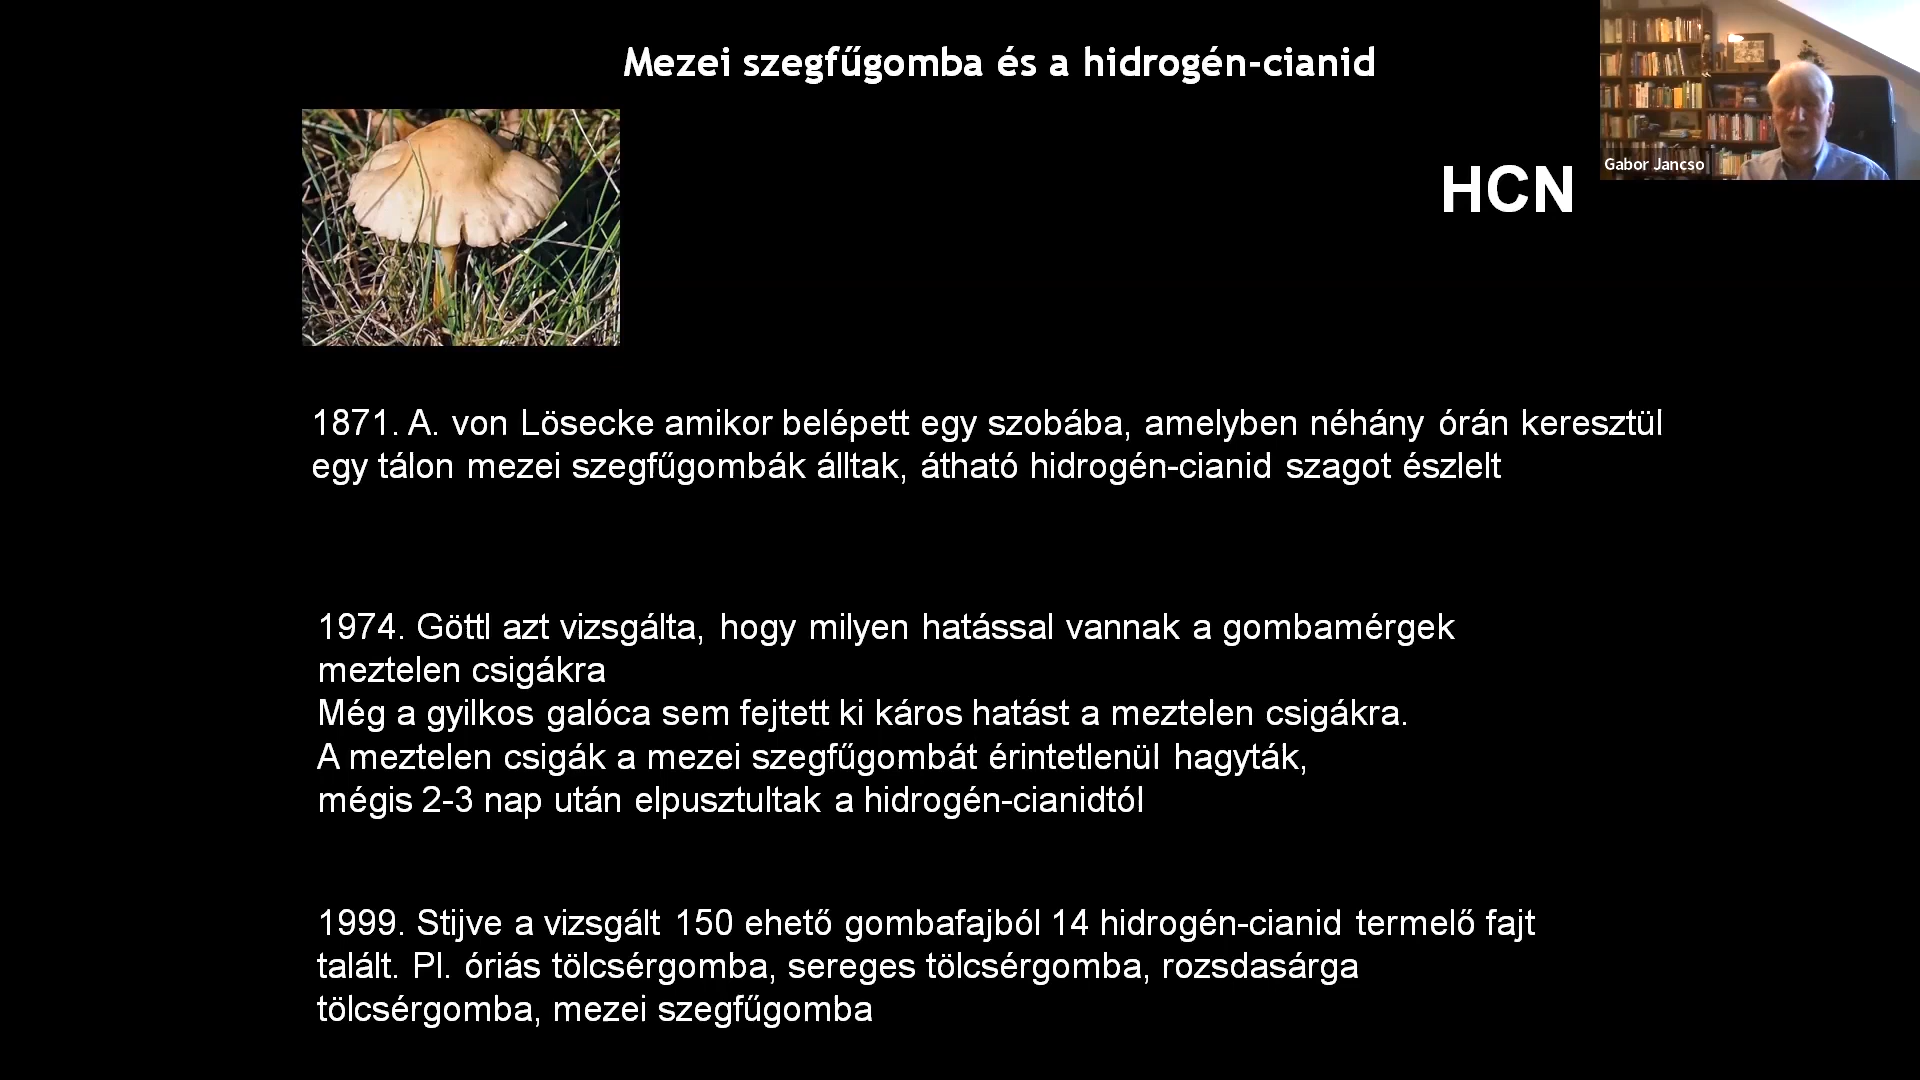 Mezei szegfűgomba és a hidrogén-cianid
HCN
Gabor Jancso
1871. A. von Lösecke amikor belépett egy szobába, amelyben néhány órán keresztül
egy tálon mezei szegfűgombák álltak, átható hidrogén-cianid szagot észlelt
1974. Göttl azt vizsgálta, hogy milyen hatással vannak a gombamérgek
meztelen csigákra
Még a gyilkos galóca sem fejtett ki káros hatást a meztelen csigákra.
A meztelen csigák a mezei szegfűgombát érintetlenül hagyták,
mégis 2-3 nap után elpusztultak a hidrogén-cianidtól
1999. Stijve a vizsgált 150 ehető gombafajból 14 hidrogén-cianid termelő fajt
talált. Pl. óriás tölcsérgomba, sereges tölcsérgomba, rozsdasárga
tölcsérgomba, mezei szegfűgomba